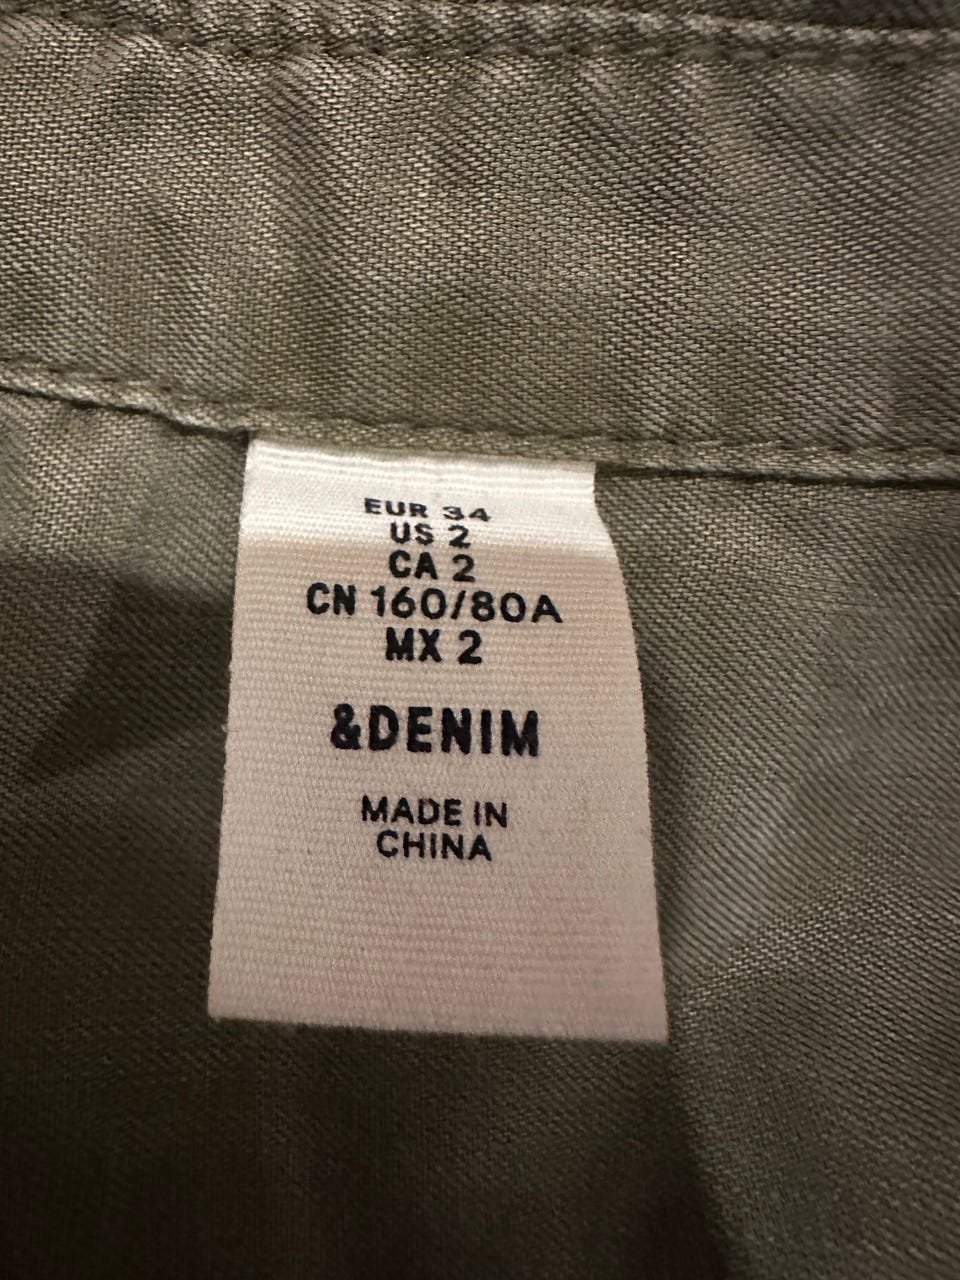 EUR 34
US 2
CA 2
CN 160/80A
MX 2
&DENIM
MADE IN
CHINA